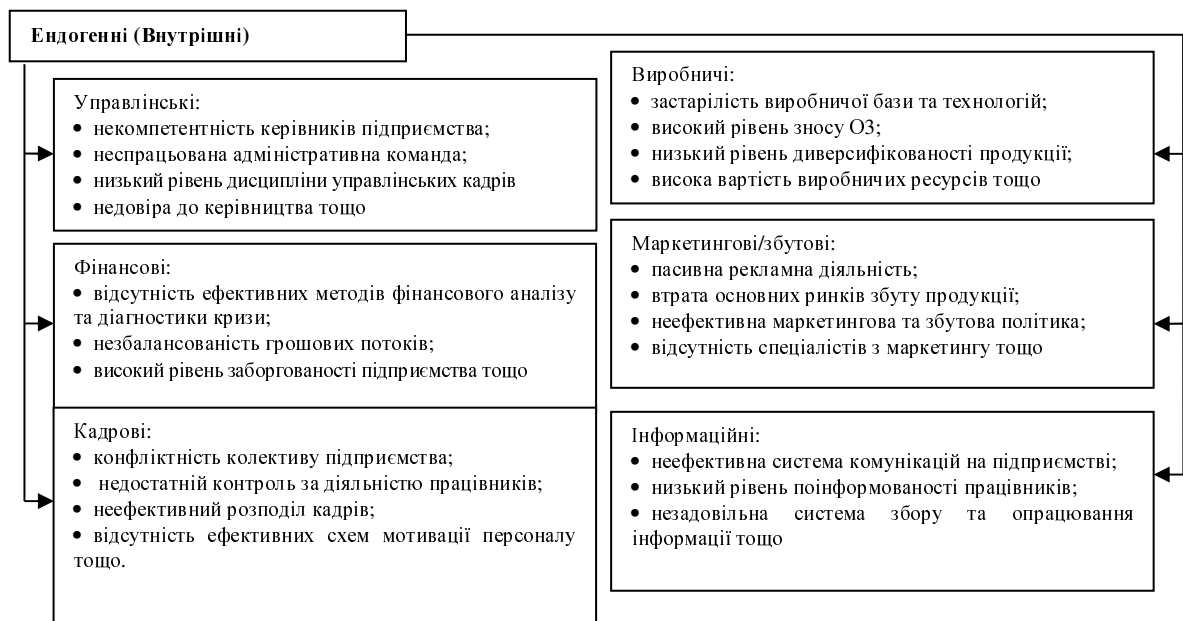 Ендогенні (Внутрішні)
Управлінські:
• некомпетентність керівників підприємства;
• неспрацьована адміністративна команда;
• низький рівень дисципліни управлінських кадрів
• недовіра до керівництва тощо
Фінансові:
• відсутність ефективних методів фінансового аналізу
та діагностики кризи;
• незбалансованість грошових потоків;
• високий рівень заборгованості підприємства тощо
Кадрові:
• конфліктність колективу підприємства;
• недостатній контроль за діяльністю працівників;
• неефективний розподіл кадрів;
• відсутність ефективних схем мотивації персоналу
тощо.
Виробничі:
• застарілість виробничої бази та технологій;
• високий рівень зносу ОЗ;
• низький рівень диверсифікованості продукції;
• висока вартість виробничих ресурсів тощо
Маркетингові/збутові:
• пасивна рекламна діяльність;
• втрата основних ринків збуту продукції;
• неефективна маркетингова та збутова політика;
• відсутність спеціалістів з маркетингу тощо
Інформаційні:
• неефективна система комунікацій на підприємстві;
• низький рівень поінформованості працівників;
• незадовільна система збору та опрацювання
інформації тощо